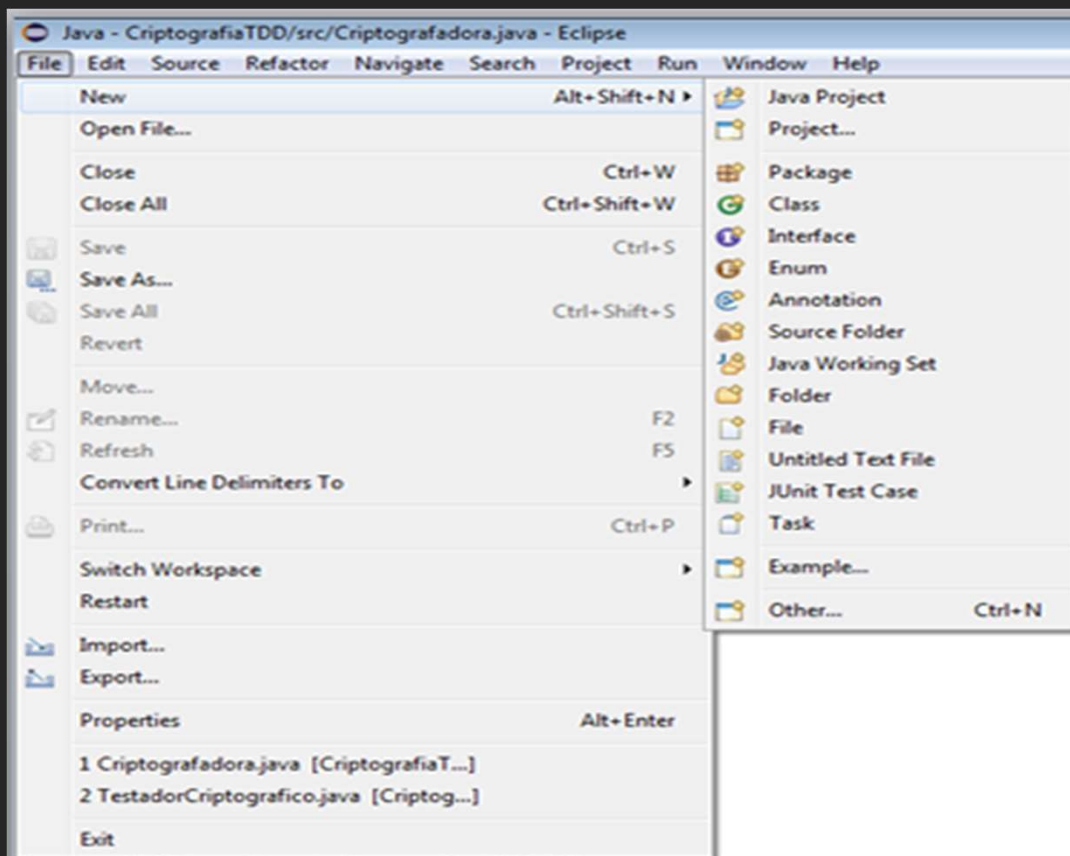 Java - CriptografiaTDD/src/Criptografadora.java - Eclipse
File Edit Source Refactor Navigate Search Project Run Window Help
New Alt+Shift+N
Open File...
Close Ctrl+W
Close All Ctrl+Shift+W
Save Ctrl+S
Save As...
Save All Ctrl+Shift+S
Revert
Move...
Rename... F2
Refresh F5
Convert Line Delimiters To
Print... Ctrl+P
Switch Workspace
Restart
Import...
Export...
Properties Alt+Enter
1 Criptografadora.java [CriptografiaT...]
2 TestadorCriptografico.java [Criptog...]
Exit
Java Project
Project...
Package
Class
Interface
Enum
Annotation
Source Folder
Java Working Set
Folder
File
Untitled Text File
JUnit Test Case
Task
Example...
Other... Ctrl+N